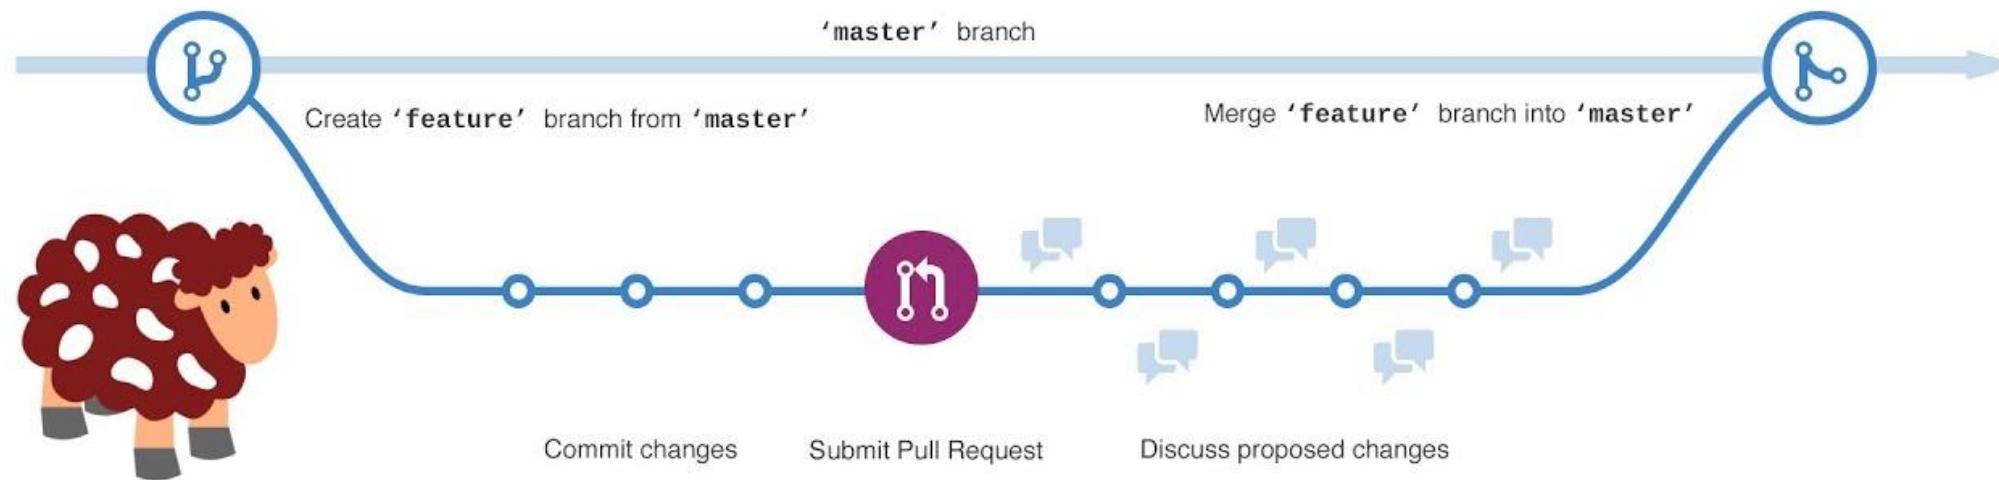 ‘master’ branch
Create ‘feature’ branch from ‘master’
Merge ‘feature’ branch into ‘master’
Commit changes
Submit Pull Request
Discuss proposed changes